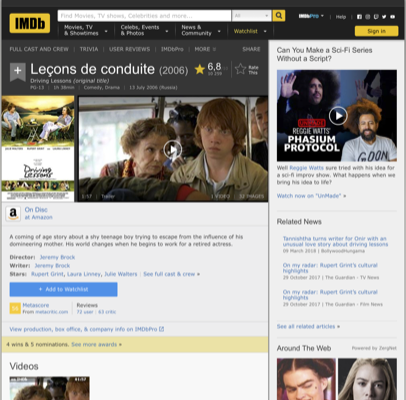 IMDb
Find Movies, TV shows, Celebrities and more...
All
IMDbPro
Help
Movies, TV
& Showtimes
Celebs, Events
& Photos
News &
Community
Watchlist
Sign in
FULL CAST AND CREW | TRIVIA | USER REVIEWS | IMDbPro | MORE
SHARE
Leçons de conduite (2006)
6,8
Rate
This
Driving Lessons (original title)
PG-13 | 1h 38min | Comedy, Drama | 13 July 2006 (Russia)
Driving
Lessons
1:57 Trailer
1 VIDEO
31 IMAGES
On Disc
at Amazon
A coming of age story about a shy teenage boy trying to escape from the influence of his
domineering mother. His world changes when he begins to work for a retired actress.
Director: Jeremy Brock
Writer: Jeremy Brock
Stars: Rupert Grint, Laura Linney, Julie Walters | See full cast & crew »
+ Add to Watchlist
Metascore
From metacritic.com
Reviews
72 user | 63 critic
View production, box office, & company info on IMDbPro
4 wins & 5 nominations. See more awards »
Videos
Can You Make a Sci-Fi Series
Without a Script?
REGGIE WATTS'
PHASIUM
PROTOCOL
Well Reggie Watts sure tried with his idea for
a sci-fi improv show. What happens when we
bring his idea to life?
Watch now on "UnMade" »
Related News
Tannishtha turns writer for Onir with an
unusual love story about driving lessons
09 March 2018 | BollywoodHungama
On my radar: Rupert Grint's cultural
highlights
29 October 2017 | The Guardian - TV News
On my radar: Rupert Grint's cultural
highlights
29 October 2017 | The Guardian - Film News
See all related articles »
Around The Web
Powered by ZergNet